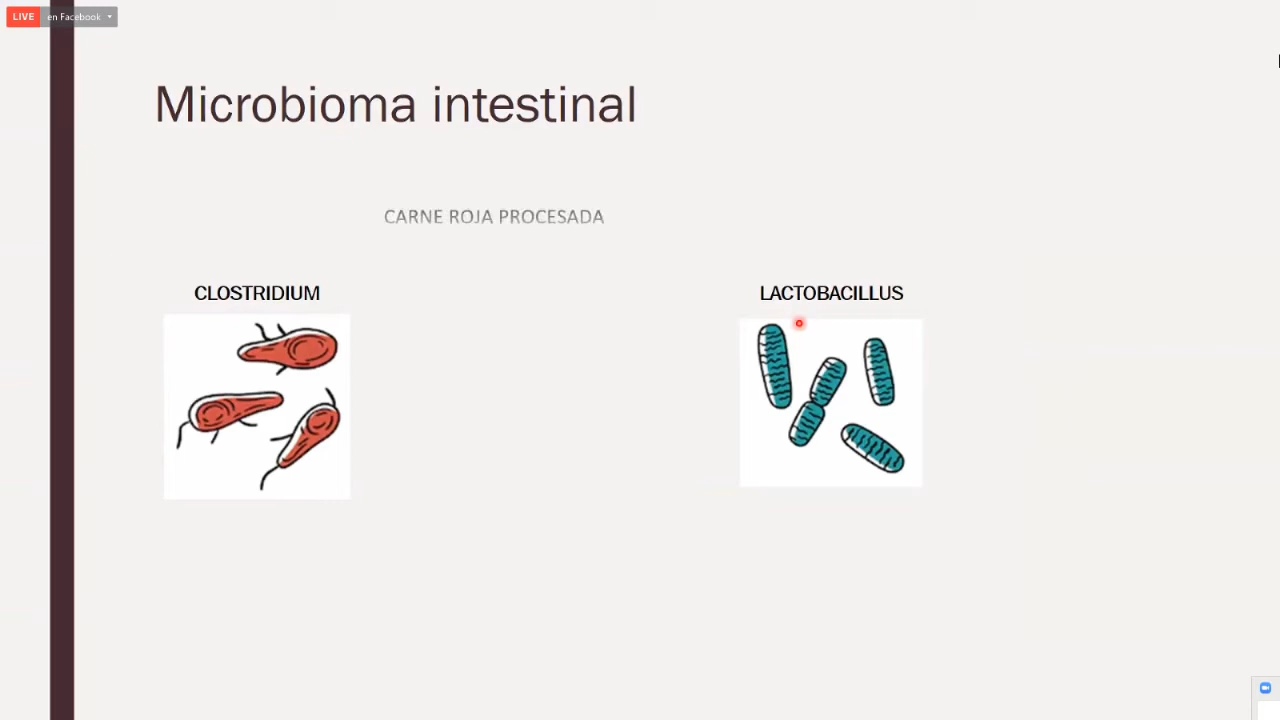 LIVE en Facebook
Microbioma intestinal
CARNE ROJA PROCESADA
CLOSTRIDIUM
LACTOBACILLUS